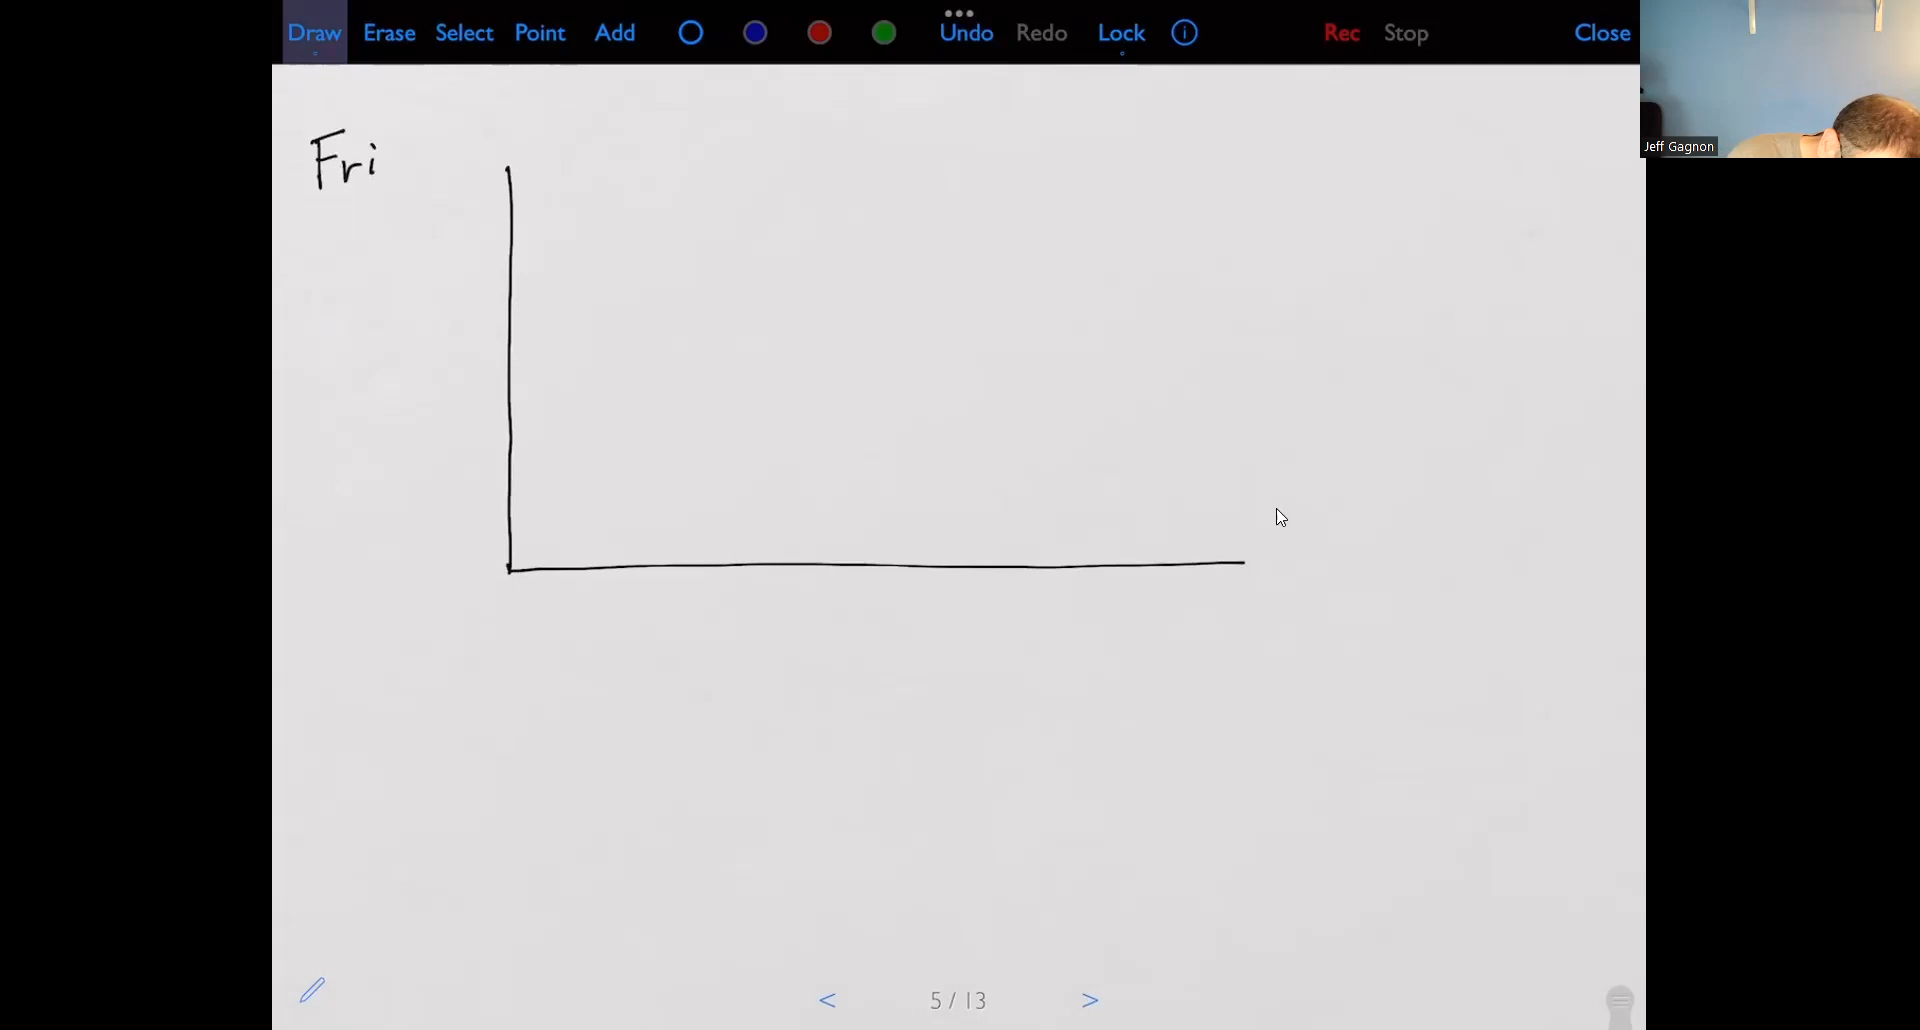 Draw Erase Select Point Add Undo Redo Lock Rec Stop Close
Jeff Gagnon
Fri
< 5 / 13 >